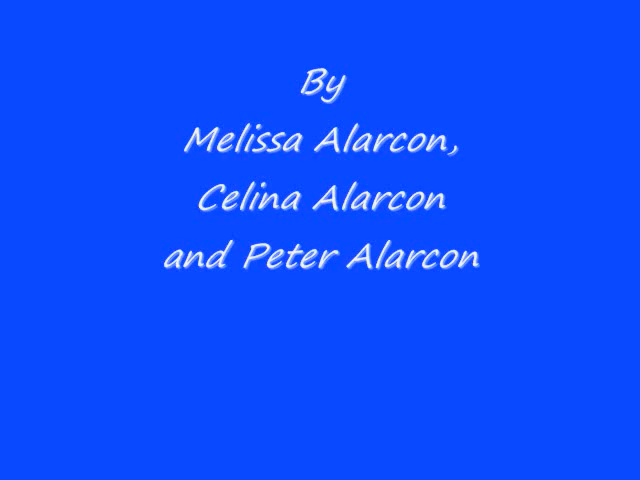 By
Melissa Alarcon,
Celina Alarcon
and Peter Alarcon